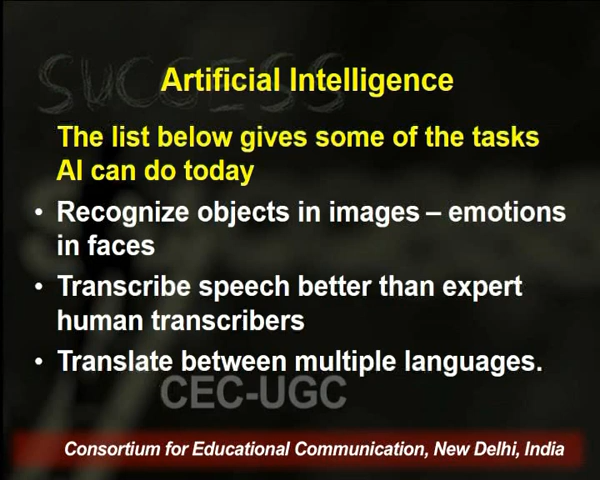 SUCCESS
Artificial Intelligence
The list below gives some of the tasks
AI can do today
• Recognize objects in images – emotions
in faces
• Transcribe speech better than expert
human transcribers
• Translate between multiple languages.
CEC-UGC
Consortium for Educational Communication, New Delhi, India